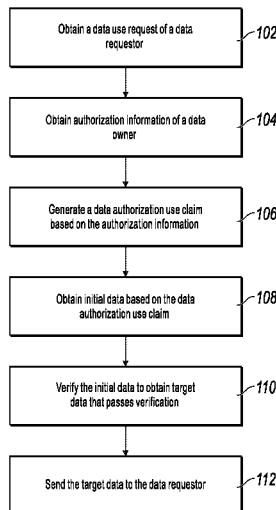 Obtain a data use request of a data
requestor
102
Obtain authorization information of a data
owner
104
Generate a data authorization use claim
based on the authorization information
106
Obtain initial data based on the data
authorization use claim
108
Verify the initial data to obtain target
data that passes verification
110
Send the target data to the data requestor
112